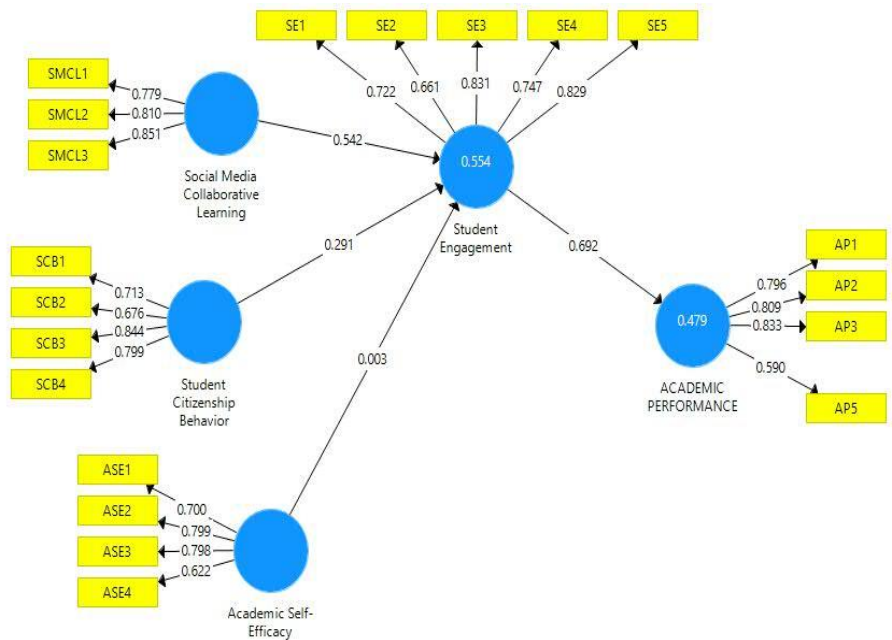 SE1
SE2
SE3
SE4
SE5
0.722
0.661
0.831
0.747
0.829
SMCL1
SMCL2
SMCL3
0.779
0.810
0.851
Social Media
Collaborative
Learning
0.542
0.554
Student
Engagement
SCB1
SCB2
SCB3
SCB4
0.713
0.676
0.844
0.799
Student
Citizenship
Behavior
0.291
0.692
0.003
0.479
ACADEMIC
PERFORMANCE
AP1
AP2
AP3
AP5
0.796
0.809
0.833
0.590
ASE1
ASE2
ASE3
ASE4
0.700
0.799
0.798
0.622
Academic Self-
Efficacy